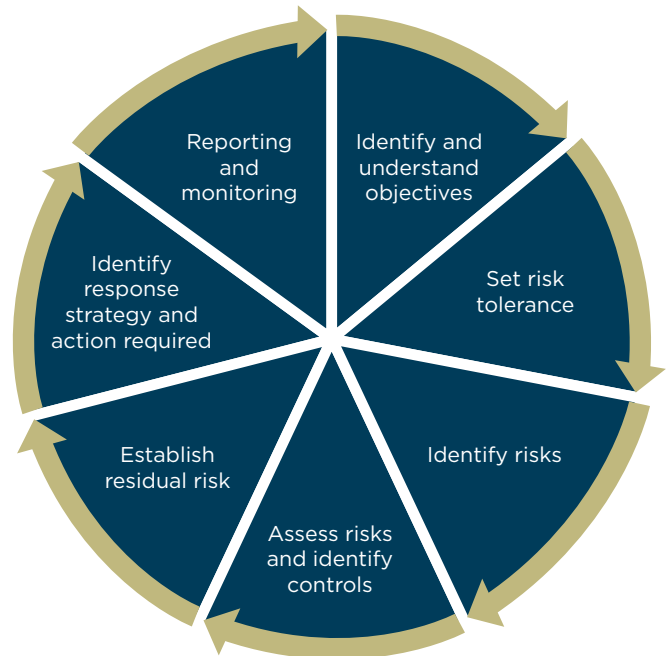 Identify and
understand
objectives
Set risk
tolerance
Identify risks
Assess risks
and identify
controls
Establish
residual risk
Identify
response
strategy and
action required
Reporting
and
monitoring